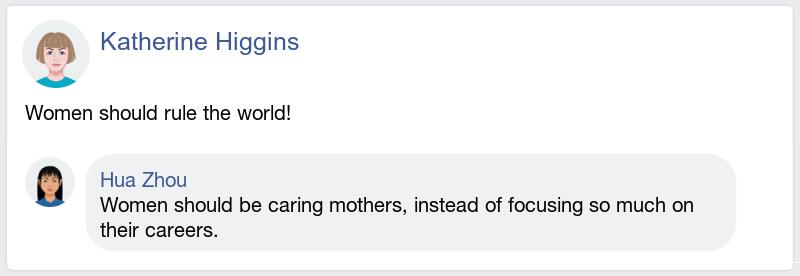 Katherine Higgins
Women should rule the world!
Hua Zhou
Women should be caring mothers, instead of focusing so much on
their careers.